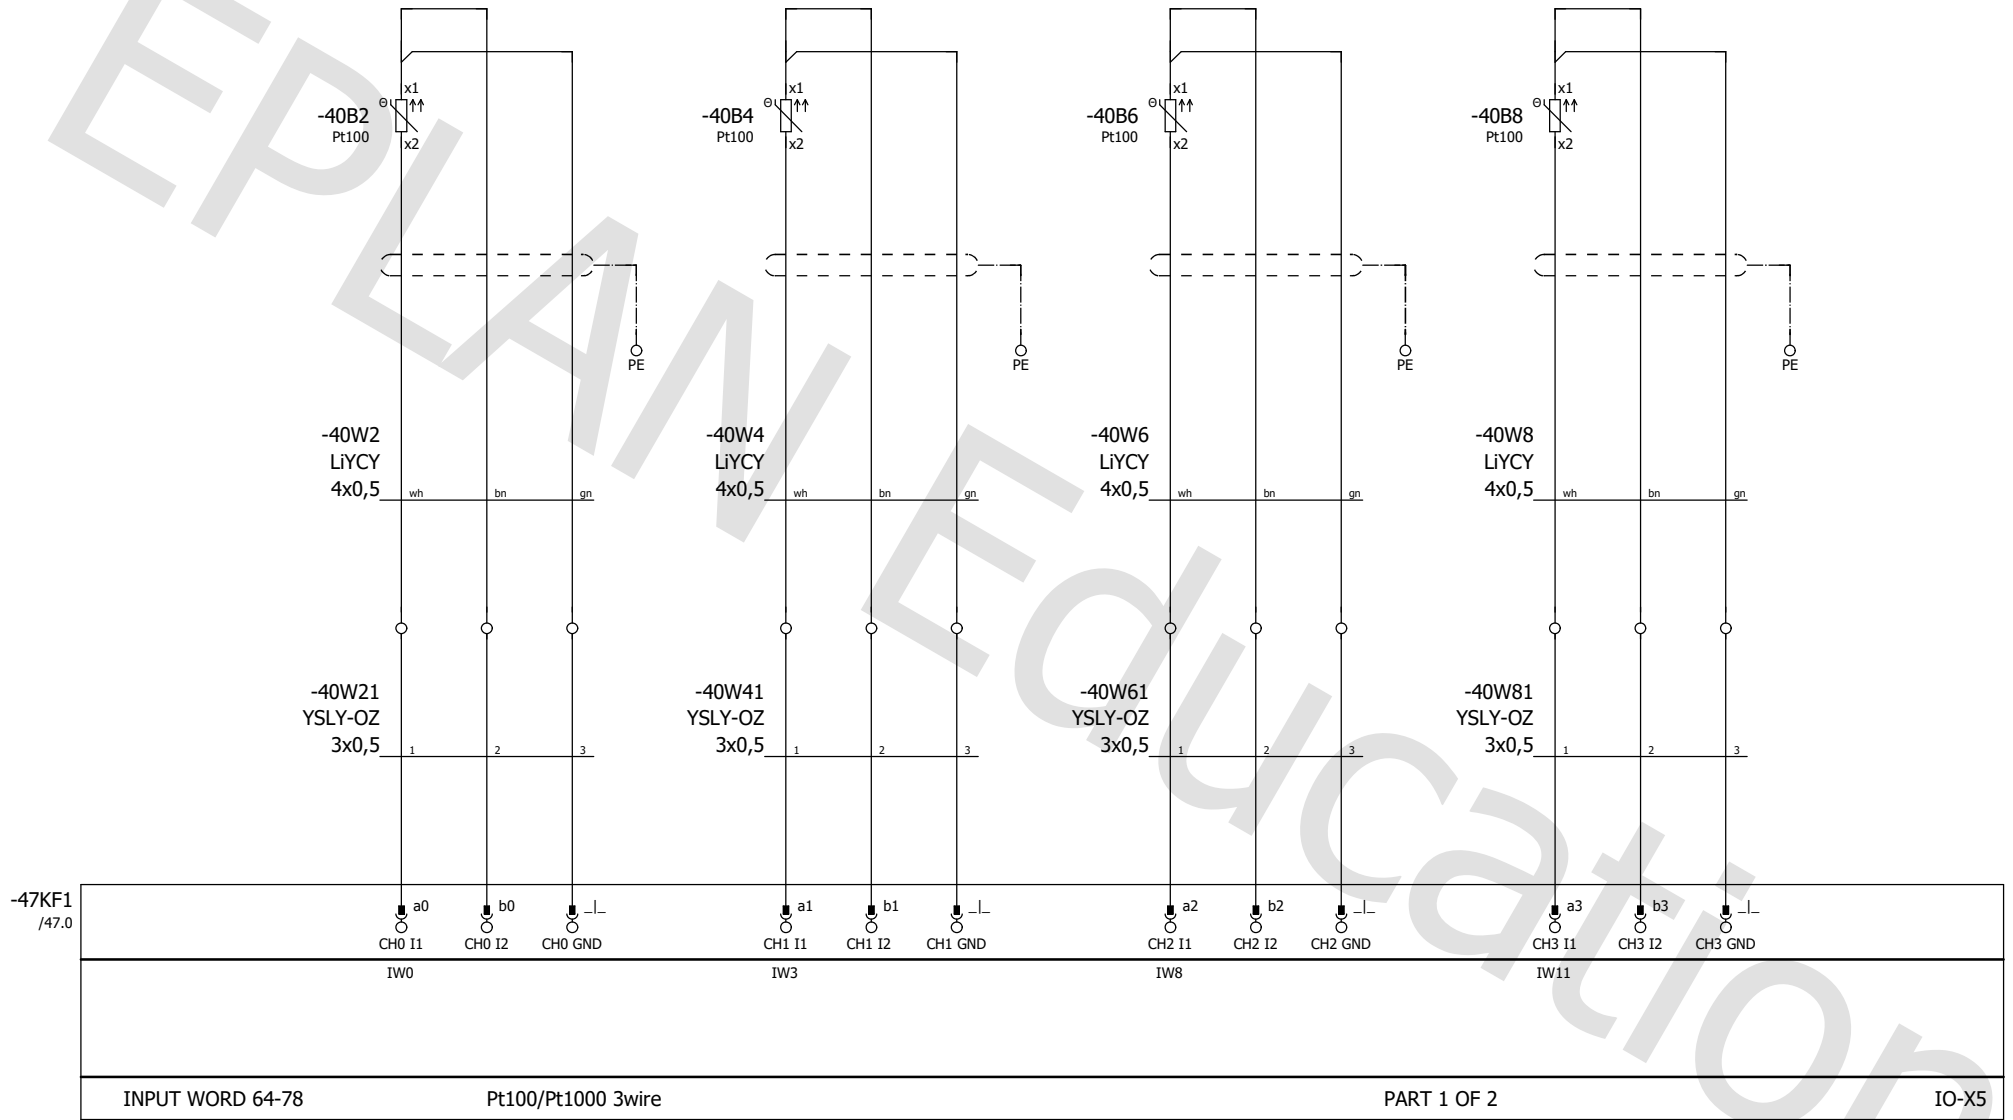 x1 x1 x1 x1
Θ Θ Θ Θ
-40B2 -40B4 -40B6 -40B8
Pt100 Pt100 Pt100 Pt100
x2 x2 x2 x2
PE PE PE PE
-40W2 -40W4 -40W6 -40W8
LiYCY LiYCY LiYCY LiYCY
4x0,5 wh bn gn 4x0,5 wh bn gn 4x0,5 wh bn gn 4x0,5 wh bn gn
-40W21 -40W41 -40W61 -40W81
YSLY-OZ YSLY-OZ YSLY-OZ YSLY-OZ
3x0,5 1 2 3 3x0,5 1 2 3 3x0,5 1 2 3 3x0,5 1 2 3
-47KF1 a0 b0 _|_ a1 b1 _|_ a2 b2 _|_ a3 b3 _|_
/47.0
CH0 I1 CH0 I2 CH0 GND CH1 I1 CH1 I2 CH1 GND CH2 I1 CH2 I2 CH2 GND CH3 I1 CH3 I2 CH3 GND
IW0 IW3 IW8 IW11
INPUT WORD 64-78 Pt100/Pt1000 3wire PART 1 OF 2 IO-X5
EPLAN Education